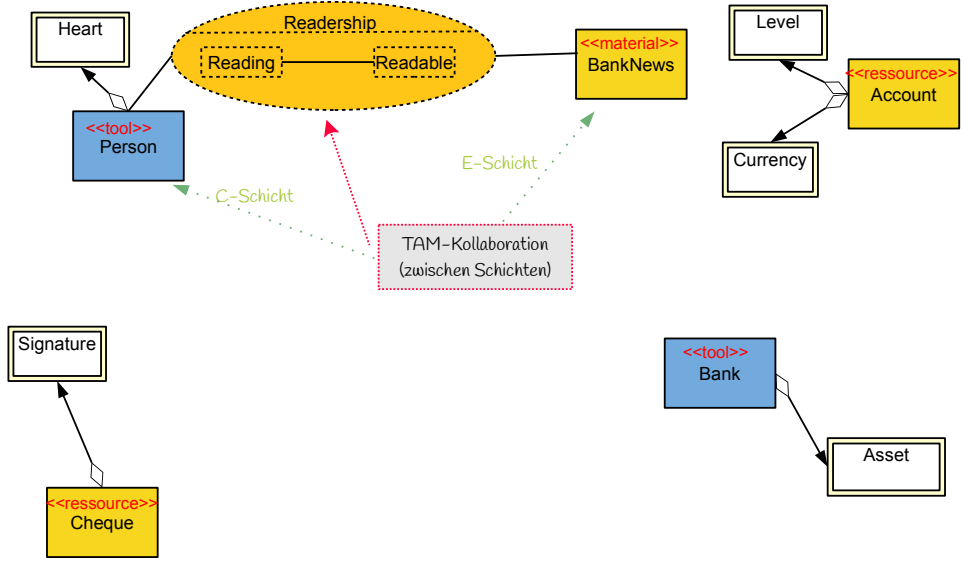 Heart
Readership
Reading
Readable
<<material>>
BankNews
Level
<<ressource>>
Account
<<tool>>
Person
E-Schicht
Currency
C-Schicht
TAM-Kollaboration
(zwischen Schichten)
Signature
<<tool>>
Bank
Asset
<<ressource>>
Cheque